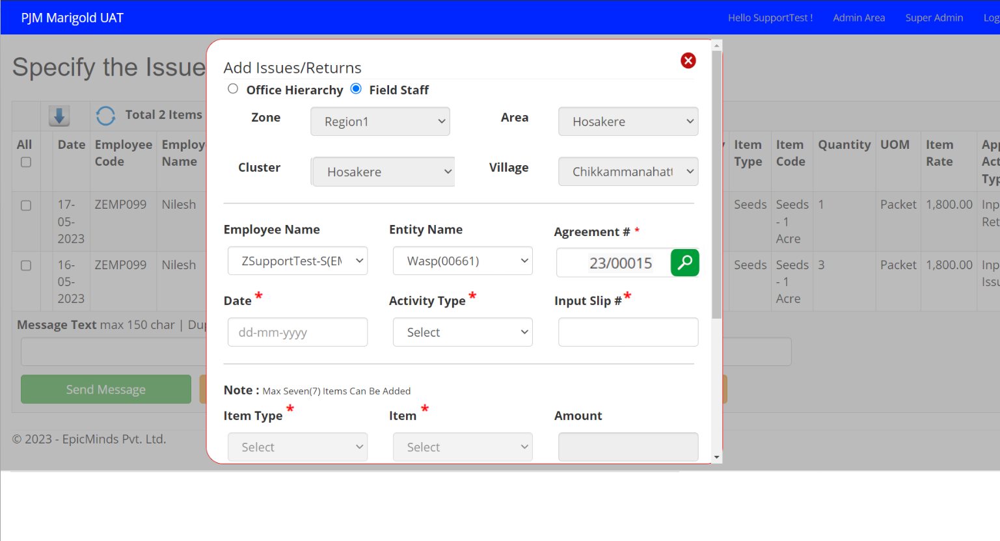 PJM Marigold UAT Hello SupportTest ! Admin Area Super Admin Log
Specify the Issue
Add Issues/Returns
Office Hierarchy Field Staff
Zone Region1 Area Hosakere
Cluster Hosakere Village Chikkammanahatt
Total 2 Items
All Date Employee Code Employ Name Item Type Item Code Quantity UOM Item Rate App Act Typ
17-05-2023 ZEMP099 Nilesh Seeds Seeds - 1 Acre 1 Packet 1,800.00 Inp Ret
16-05-2023 ZEMP099 Nilesh Seeds Seeds - 1 Acre 3 Packet 1,800.00 Inp Issu
Employee Name Entity Name Agreement # *
ZSupportTest-S(EM Wasp(00661) 23/00015
Date * Activity Type * Input Slip # *
dd-mm-yyyy Select
Message Text max 150 char | Dup
Send Message
Note : Max Seven(7) Items Can Be Added
Item Type * Item * Amount
Select Select
© 2023 - EpicMinds Pvt. Ltd.